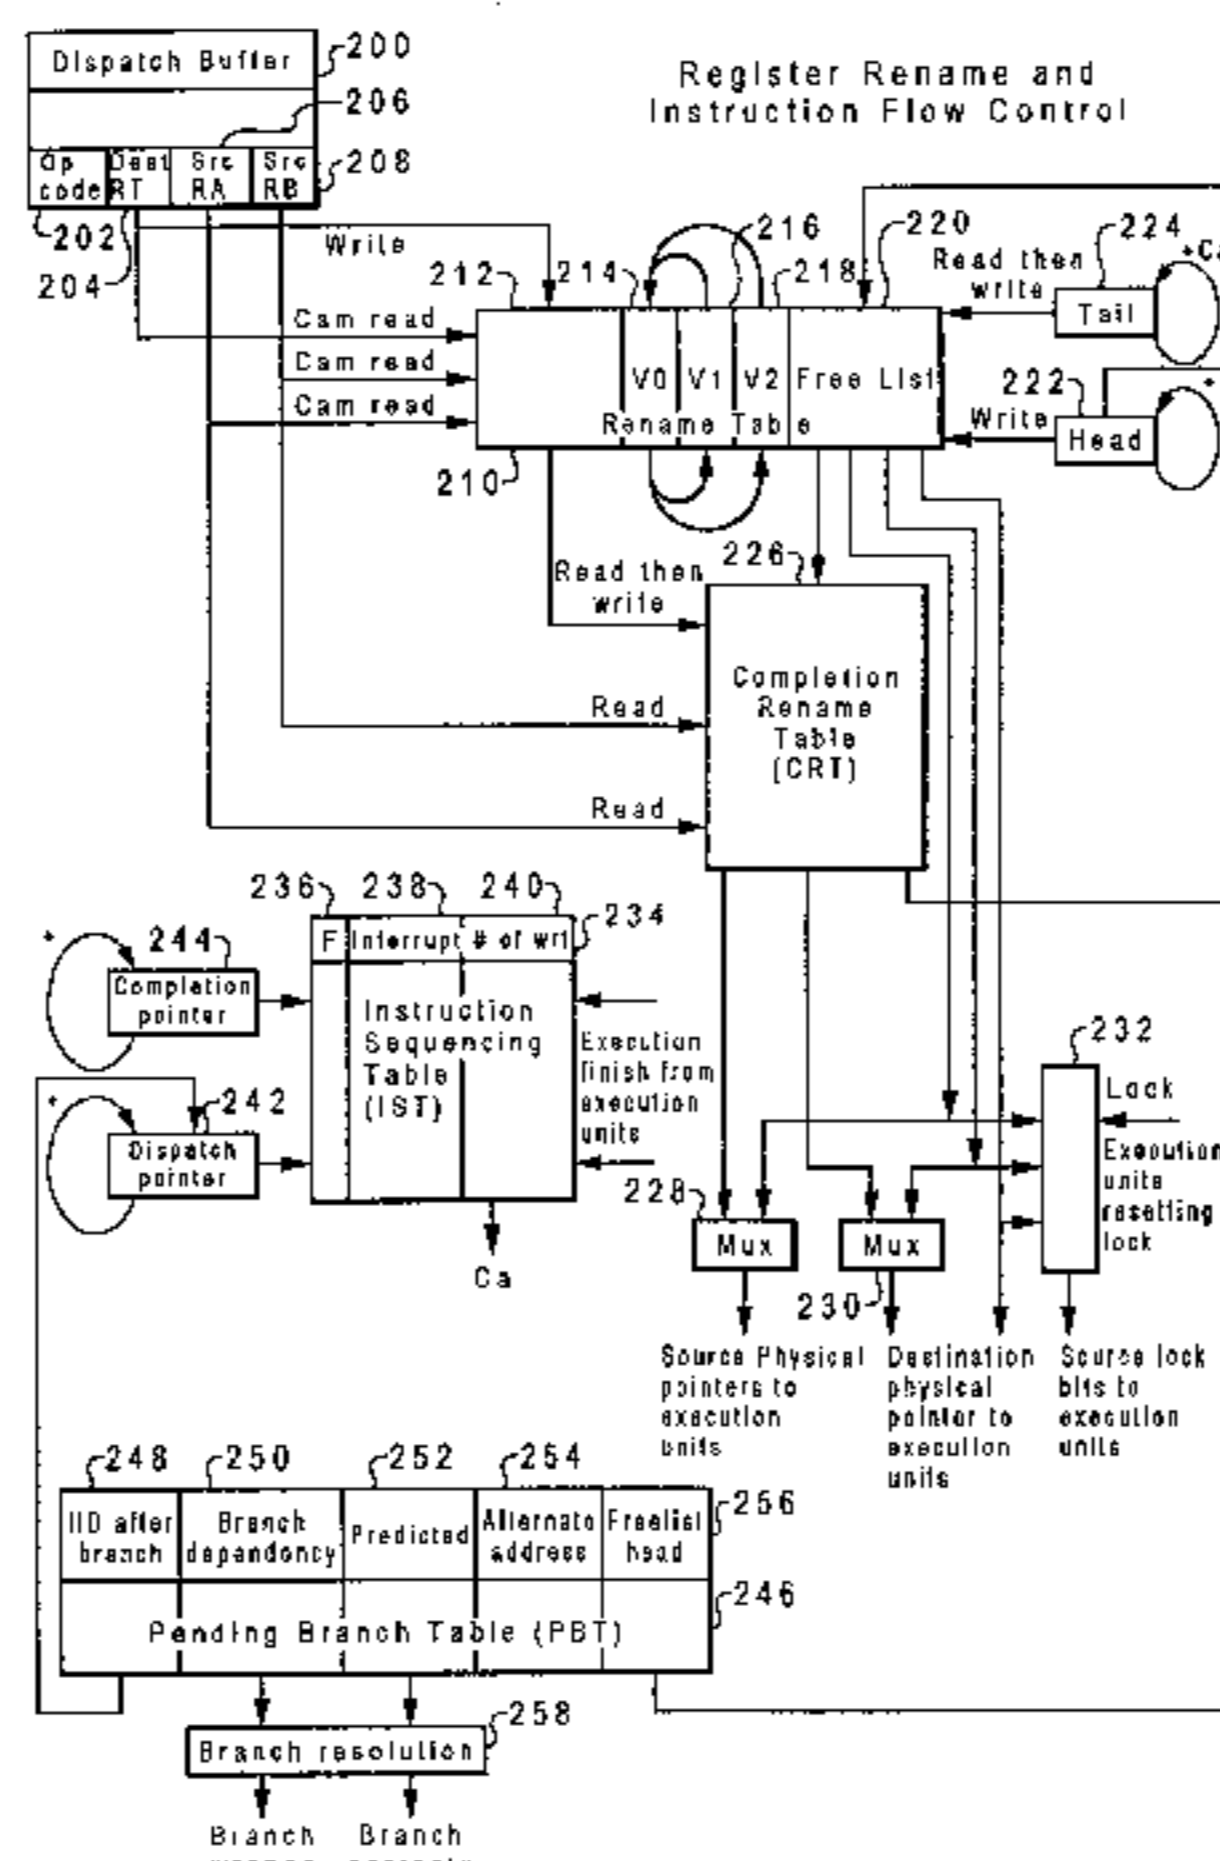 Register Rename and
Instruction Flow Control
Dispatch Buffer
200
206
Op
code
Dest
RT
Src
RA
Src
RB
208
202
204
Write
212
214
216
218
220
224
Read then
write
Tail
Cam read
Cam read
Cam read
V0
V1
V2
Free List
Rename Table
222
Write
Head
210
226
Read then
write
Completion
Rename
Table
(CRT)
Read
Read
236
238
240
234
F
Interrupt
# of wrt
244
Completion
pointer
Instruction
Sequencing
Table
(IST)
Execution
finish from
execution
units
242
Dispatch
pointer
Ca
232
Lock
Execution
units
resetting
lock
228
Mux
Mux
230
Source Physical
pointers to
execution
units
Destination
physical
pointer to
execution
units
Source lock
bits to
execution
units
248
250
252
254
256
IID after
branch
Branch
dependency
Predicted
Alternate
address
Freelist
head
246
Pending Branch Table (PBT)
258
Branch resolution
Branch
Branch